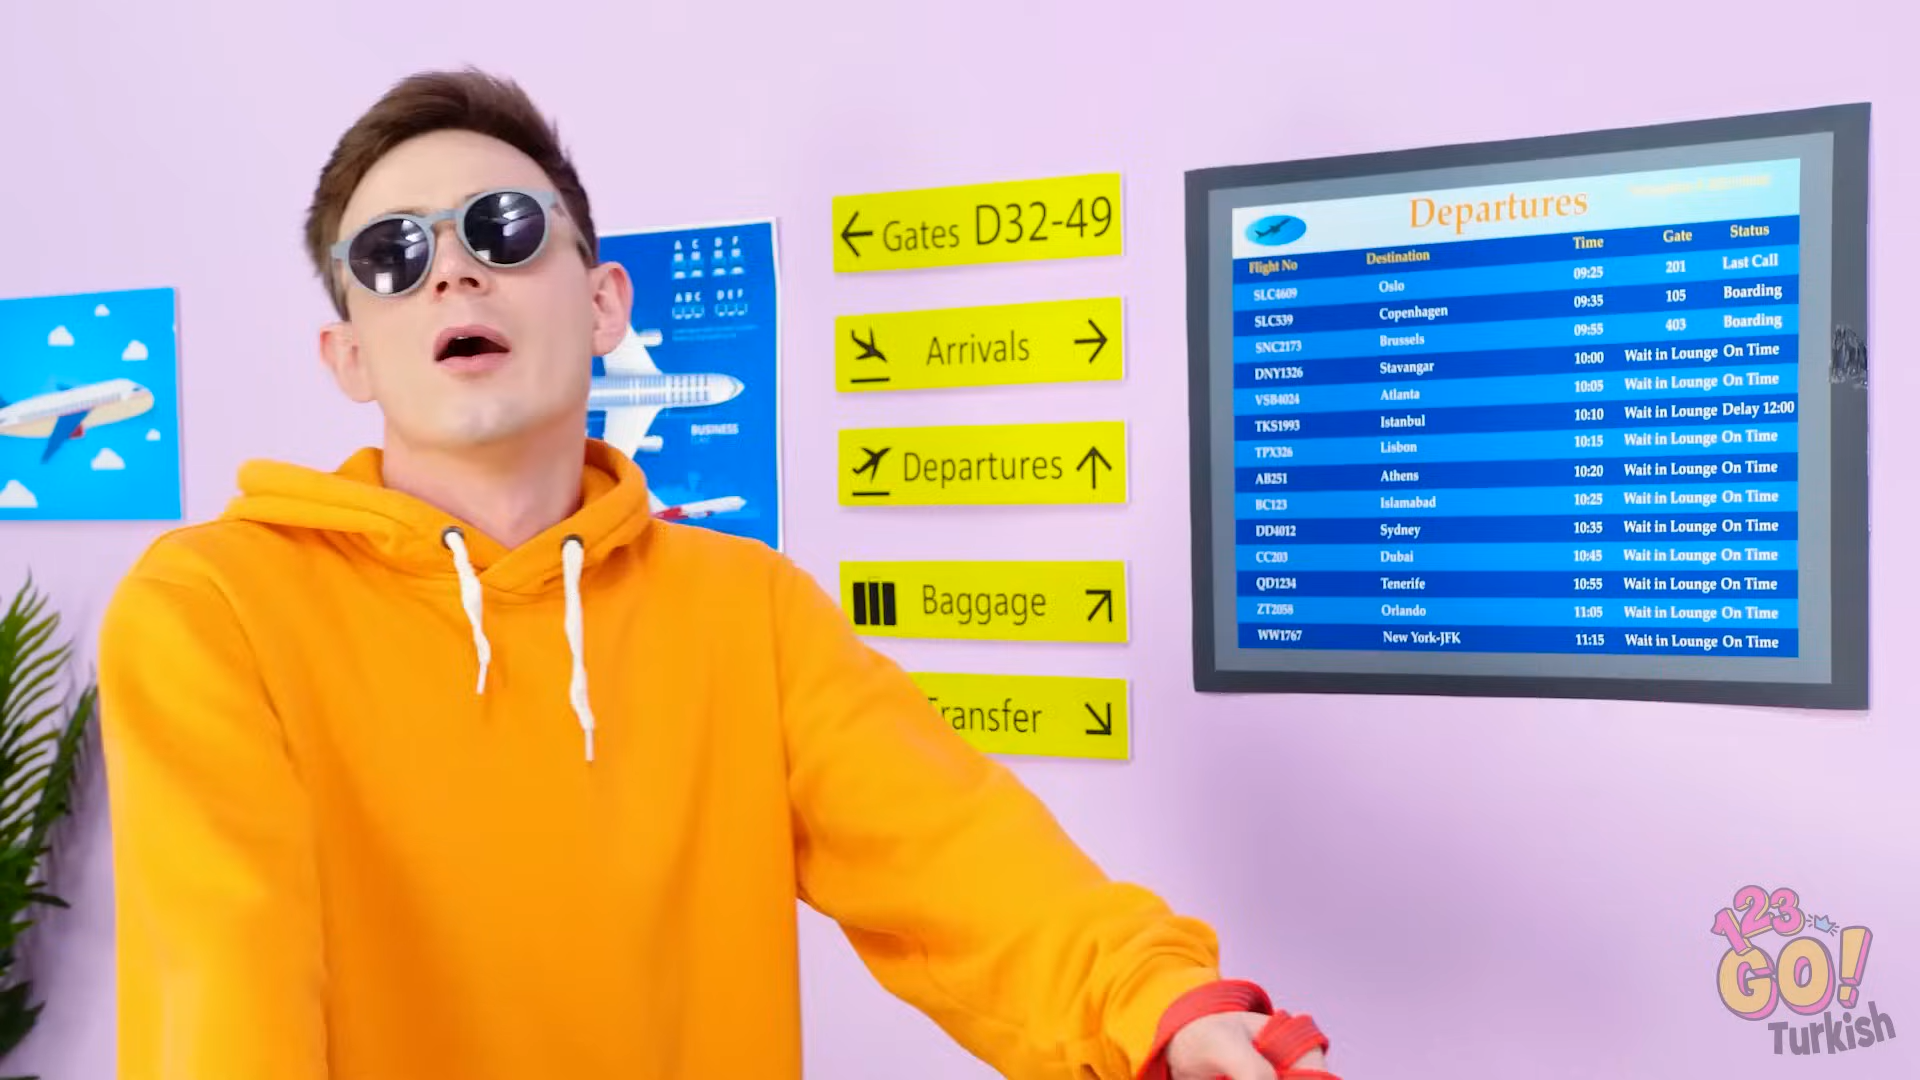 A C D F
A B C D E F
BUSINESS
Gates D32-49
Arrivals
Departures
Baggage
Transfer
Departures
Flight No Destination Time Gate Status
SLC4609 Oslo 09:25 201 Last Call
SLC539 Copenhagen 09:35 105 Boarding
SNC2173 Brussels 09:55 403 Boarding
DNY1326 Stavangar 10:00 Wait in Lounge On Time
VSB4024 Atlanta 10:05 Wait in Lounge On Time
TKS1993 Istanbul 10:10 Wait in Lounge Delay 12:00
TPX326 Lisbon 10:15 Wait in Lounge On Time
AB251 Athens 10:20 Wait in Lounge On Time
BC123 Islamabad 10:25 Wait in Lounge On Time
DD4012 Sydney 10:35 Wait in Lounge On Time
CC203 Dubai 10:45 Wait in Lounge On Time
QD1234 Tenerife 10:55 Wait in Lounge On Time
ZT2058 Orlando 11:05 Wait in Lounge On Time
WW1767 New York-JFK 11:15 Wait in Lounge On Time
123
GO!
Turkish